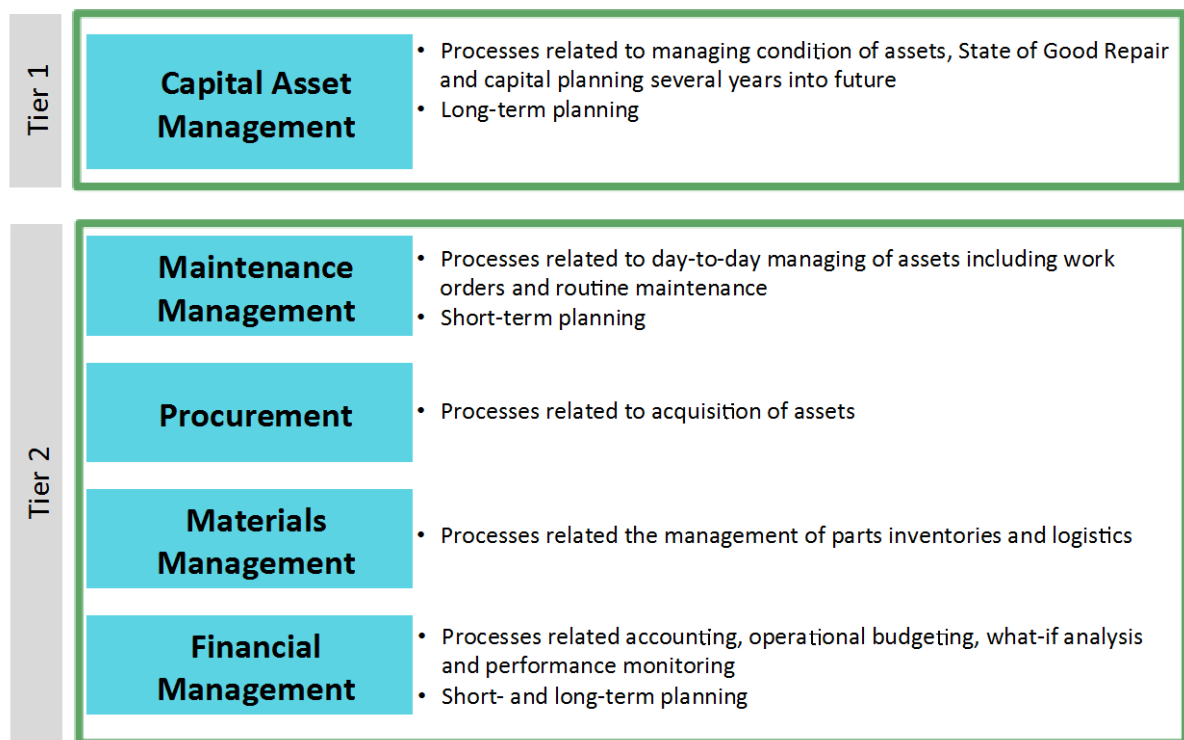 Tier 1
Capital Asset
Management
• Processes related to managing condition of assets, State of Good Repair
and capital planning several years into future
• Long-term planning
Tier 2
Maintenance
Management
• Processes related to day-to-day managing of assets including work
orders and routine maintenance
• Short-term planning
Procurement
• Processes related to acquisition of assets
Materials
Management
• Processes related the management of parts inventories and logistics
Financial
Management
• Processes related accounting, operational budgeting, what-if analysis
and performance monitoring
• Short- and long-term planning